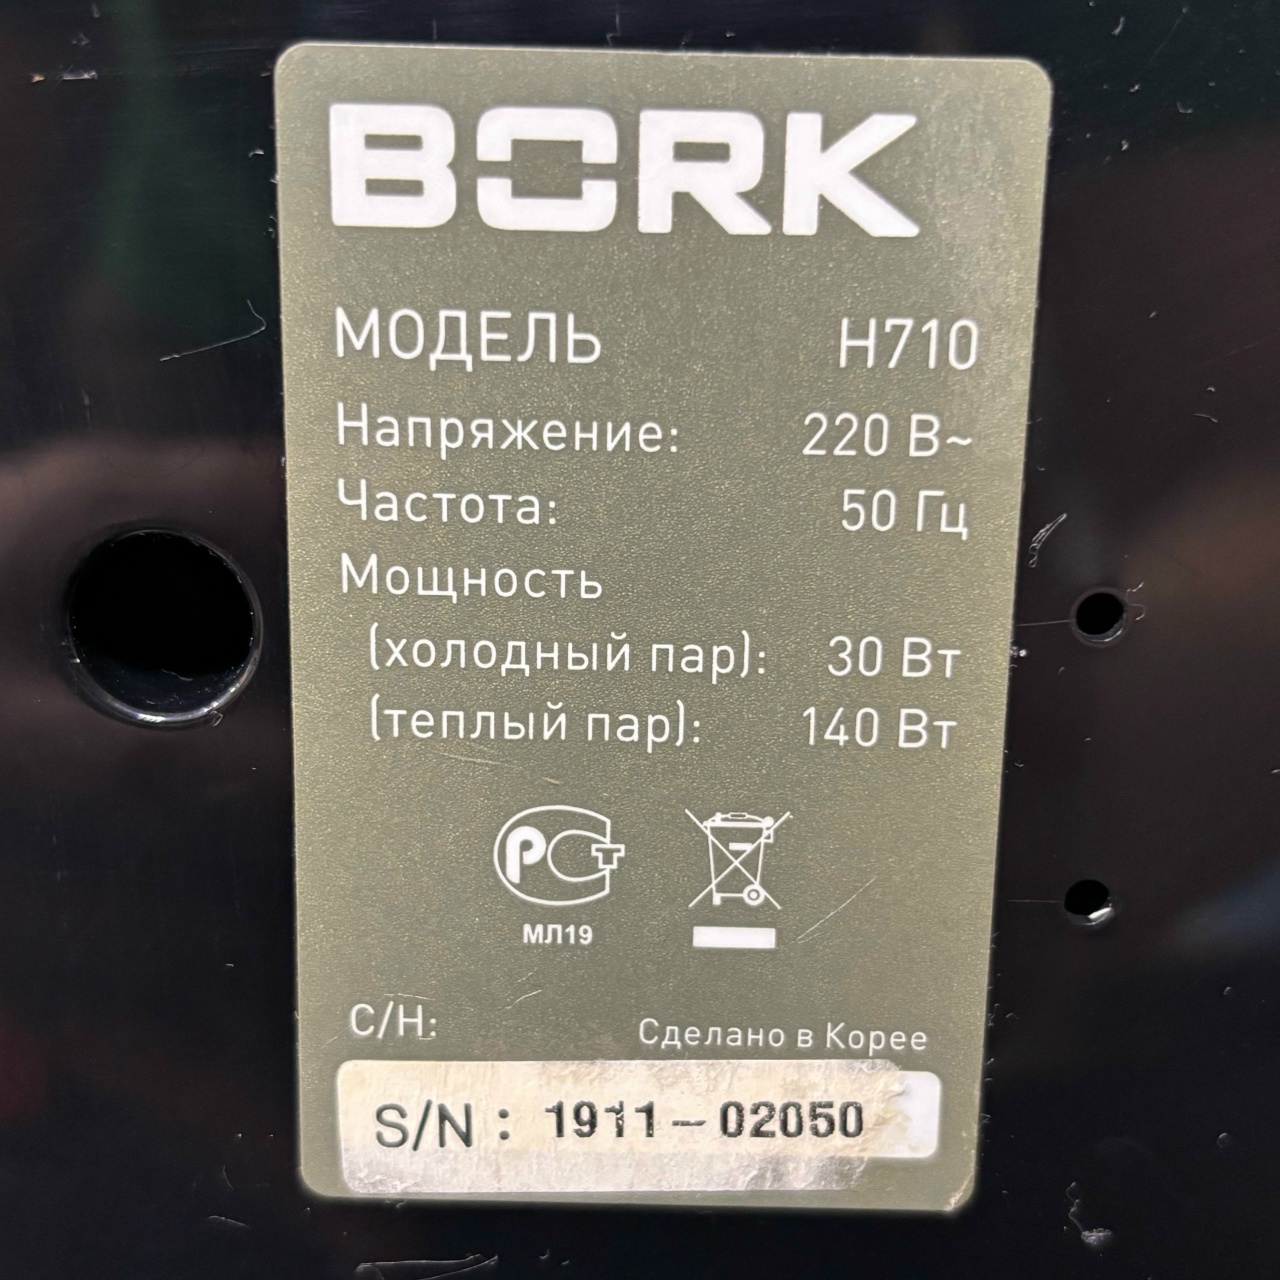 BORK
МОДЕЛЬ H710
Напряжение: 220 В~
Частота: 50 Гц
Мощность
(холодный пар): 30 Вт
(теплый пар): 140 Вт
РСТ
МЛ19
С/Н: Сделано в Корее
S/N : 1911-02050